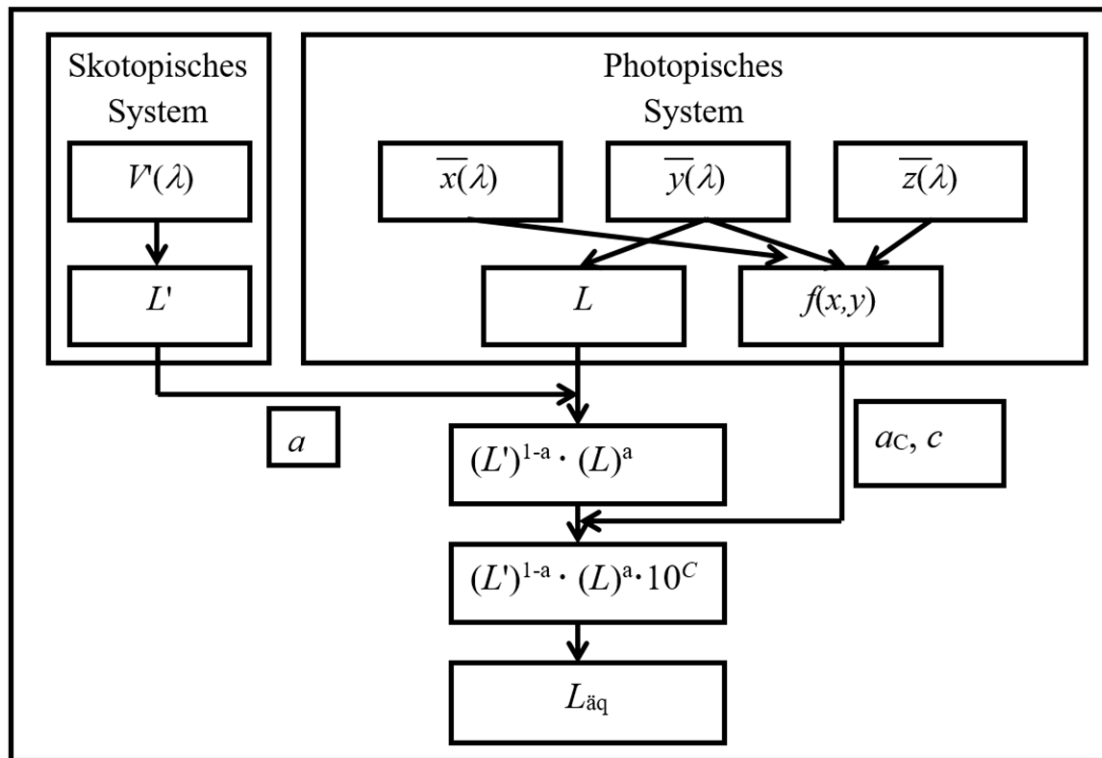 Skotopisches
System
V'(λ)
L'
Photopisches
System
x̅(λ)
y̅(λ)
z̅(λ)
L
f(x,y)
a
a_C, c
(L')^{1-a} · (L)^a
(L')^{1-a} · (L)^a·10^C
L_äq